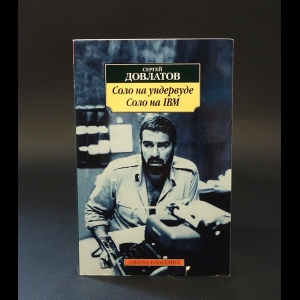 СЕРГЕЙ
ДОВЛАТОВ
Соло на ундервуде
Соло на IBM
АЗБУКА-КЛАССИКА